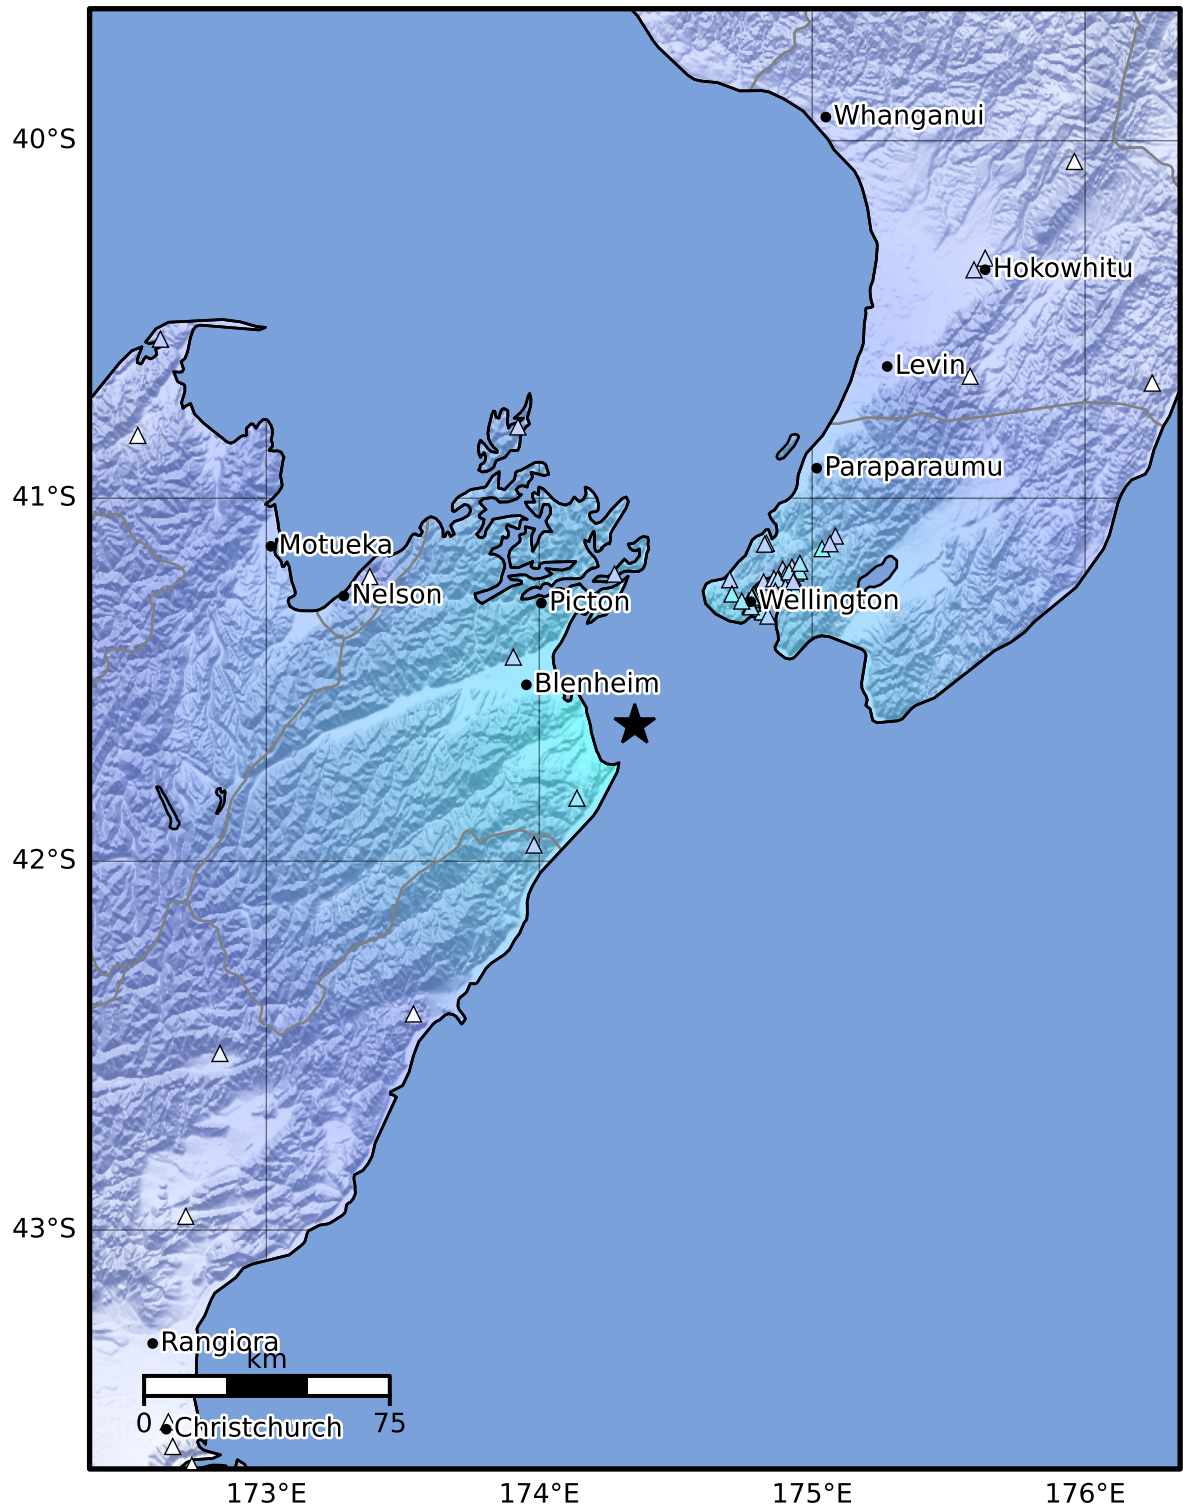 Whanganui
40°S
Hokowhitu
Levin
Paraparaumu
41°S
Motueka
Nelson
Picton
Wellington
Blenheim
42°S
43°S
Rangiora
km
0
75
Christchurch
173°E
174°E
175°E
176°E